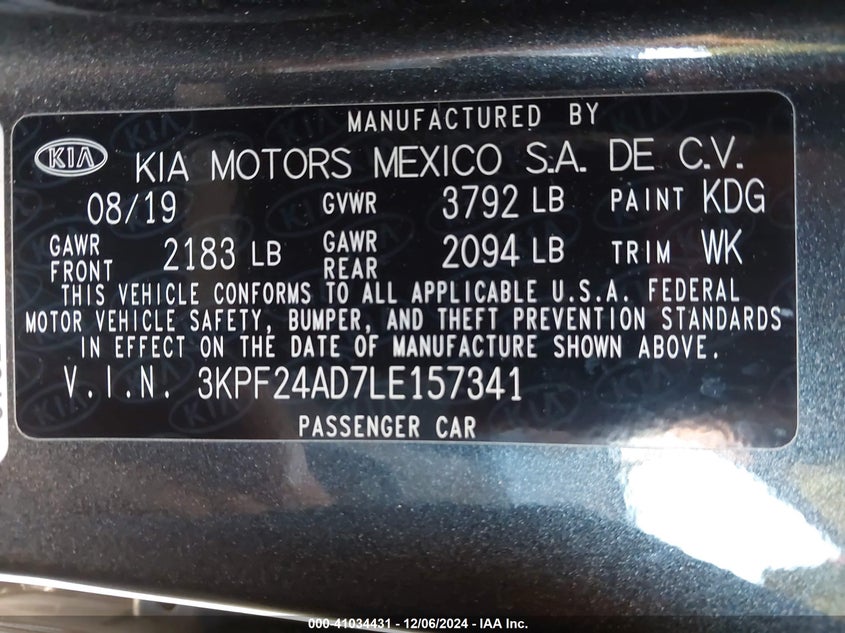 MANUFACTURED BY
KIA KIA MOTORS MEXICO S.A. DE C.V.
08/19 GVWR 3792 LB PAINT KDG
GAWR FRONT 2183 LB GAWR REAR 2094 LB TRIM WK
THIS VEHICLE CONFORMS TO ALL APPLICABLE U.S.A. FEDERAL
MOTOR VEHICLE SAFETY, BUMPER, AND THEFT PREVENTION STANDARDS
IN EFFECT ON THE DATE OF MANUFACTURE SHOWN ABOVE.
V.I.N. 3KPF24AD7LE157341
PASSENGER CAR
000-41034431 - 12/06/2024 - IAA Inc.